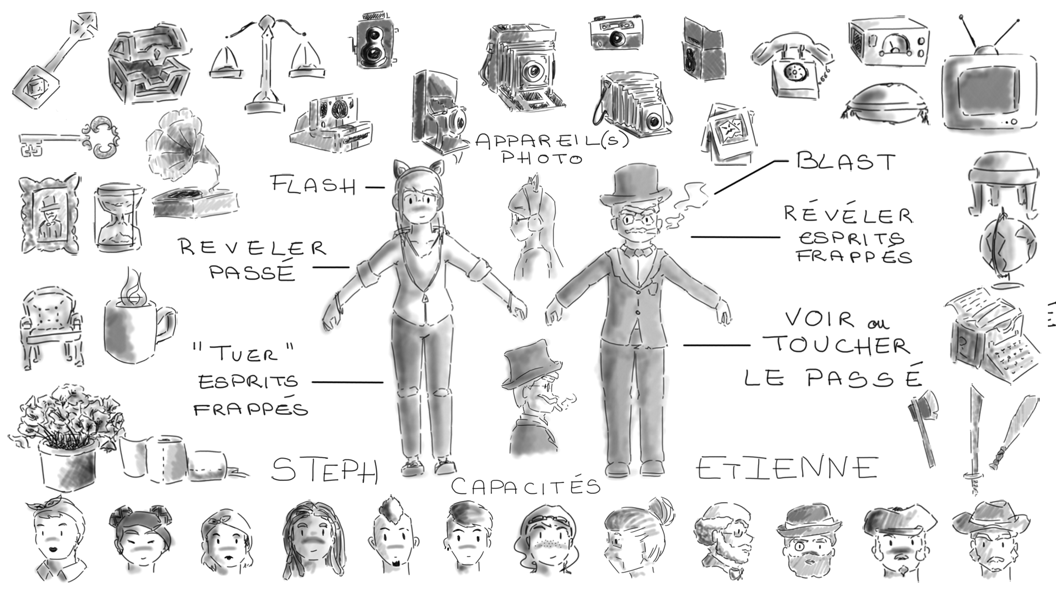 APPAREIL(S)
PHOTO
FLASH
BLAST
REVELER
PASSÉ
RÉVÉLER
ESPRITS
FRAPPÉS
"TUER"
ESPRITS
FRAPPÉS
VOIR ou
TOUCHER
LE PASSÉ
STEPH
ETIENNE
CAPACITÉS